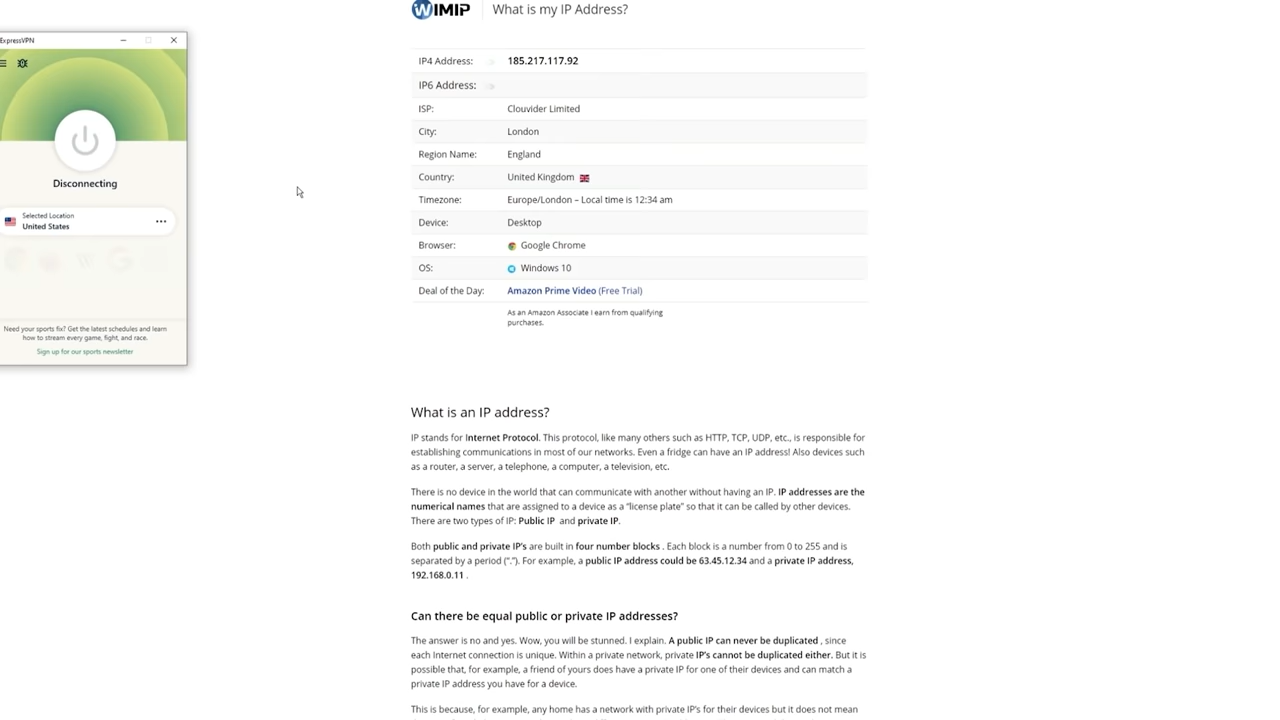 ExpressVPN
Disconnecting
Selected Location
United States
Need your sports fix? Get the latest schedules and learn
how to stream every game, fight, and race.
Sign up for our sports newsletter
WIMIP
What is my IP Address?
IP4 Address: 185.217.117.92
IP6 Address:
ISP: Clouvider Limited
City: London
Region Name: England
Country: United Kingdom
Timezone: Europe/London – Local time is 12:34 am
Device: Desktop
Browser: Google Chrome
OS: Windows 10
Deal of the Day: Amazon Prime Video (Free Trial)
As an Amazon Associate I earn from qualifying
purchases.
What is an IP address?
IP stands for Internet Protocol. This protocol, like many others such as HTTP, TCP, UDP, etc., is responsible for
establishing communications in most of our networks. Even a fridge can have an IP address! Also devices such
as a router, a server, a telephone, a computer, a television, etc.
There is no device in the world that can communicate with another without having an IP. IP addresses are the
numerical names that are assigned to a device as a “license plate” so that it can be called by other devices.
There are two types of IP: Public IP and private IP.
Both public and private IP's are built in four number blocks . Each block is a number from 0 to 255 and is
separated by a period (“.”). For example, a public IP address could be 63.45.12.34 and a private IP address,
192.168.0.11 .
Can there be equal public or private IP addresses?
The answer is no and yes. Wow, you will be stunned. I explain. A public IP can never be duplicated , since
each Internet connection is unique. Within a private network, private IP's cannot be duplicated either. But it is
possible that, for example, a friend of yours does have a private IP for one of their devices and can match a
private IP address you have for a device.
This is because, for example, any home has a network with private IP's for their devices but it does not mean